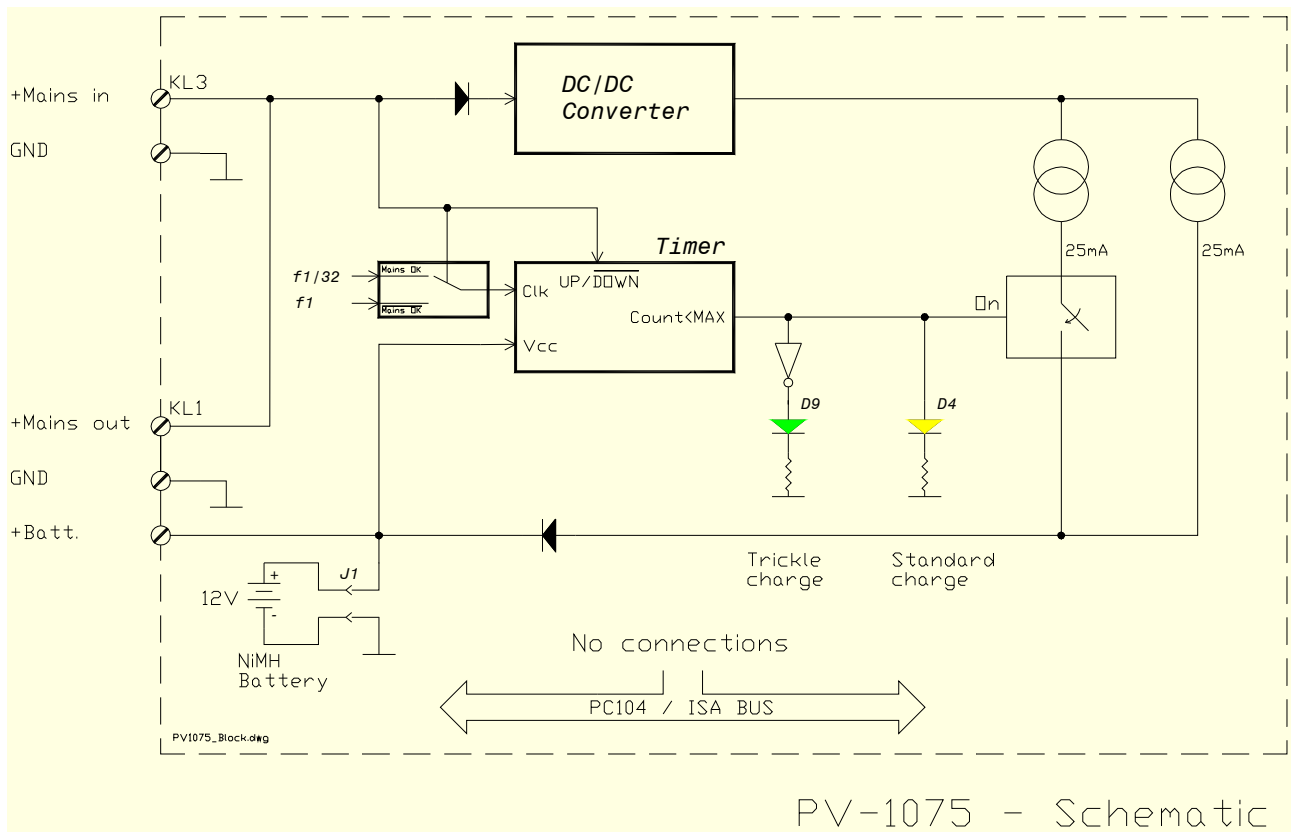 KL3
+Mains in
GND
DC/DC
Converter
25mA
25mA
Timer
f1/32
f1
Mains OK
Mains OK
Clk
UP/DOWN
Count<MAX
Vcc
On
D9
D4
KL1
+Mains out
GND
+Batt.
Trickle
charge
Standard
charge
J1
+
12V
-
NiMH
Battery
No connections
PC104 / ISA BUS
PV1075_Block.dwg
PV-1075 - Schematic